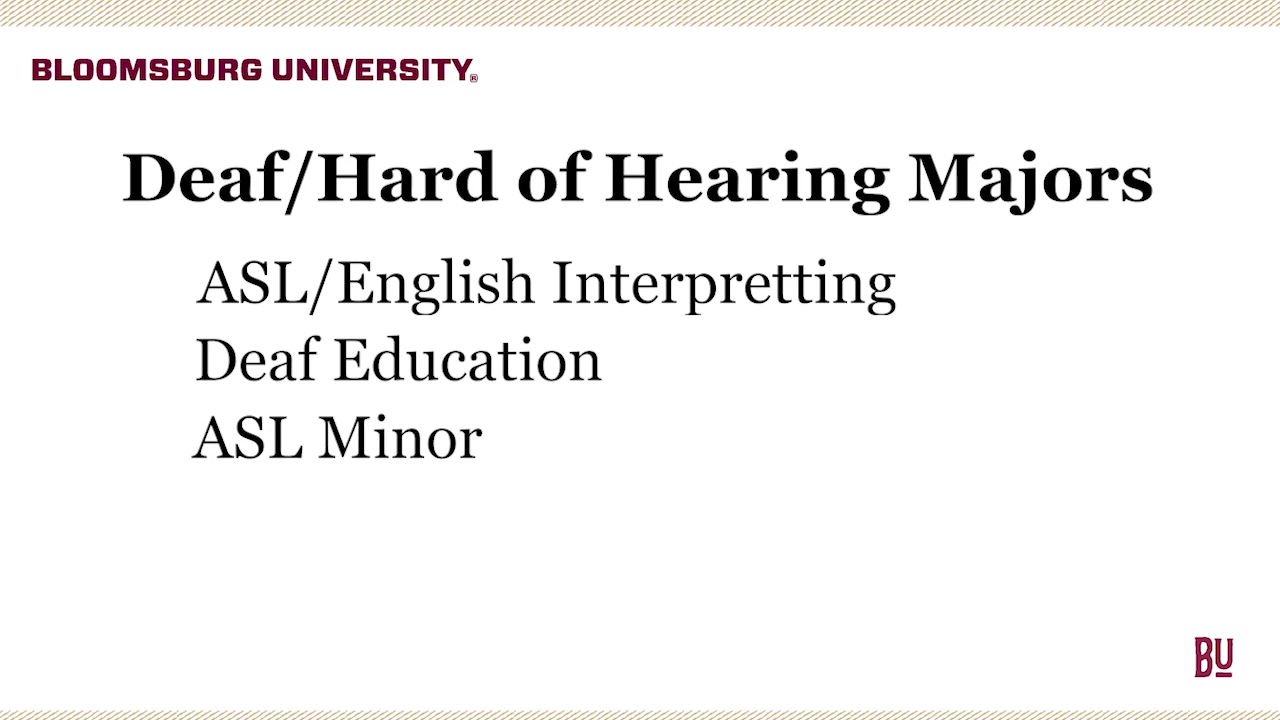 BLOOMSBURG UNIVERSITY®
Deaf/Hard of Hearing Majors
ASL/English Interpretting
Deaf Education
ASL Minor
BU